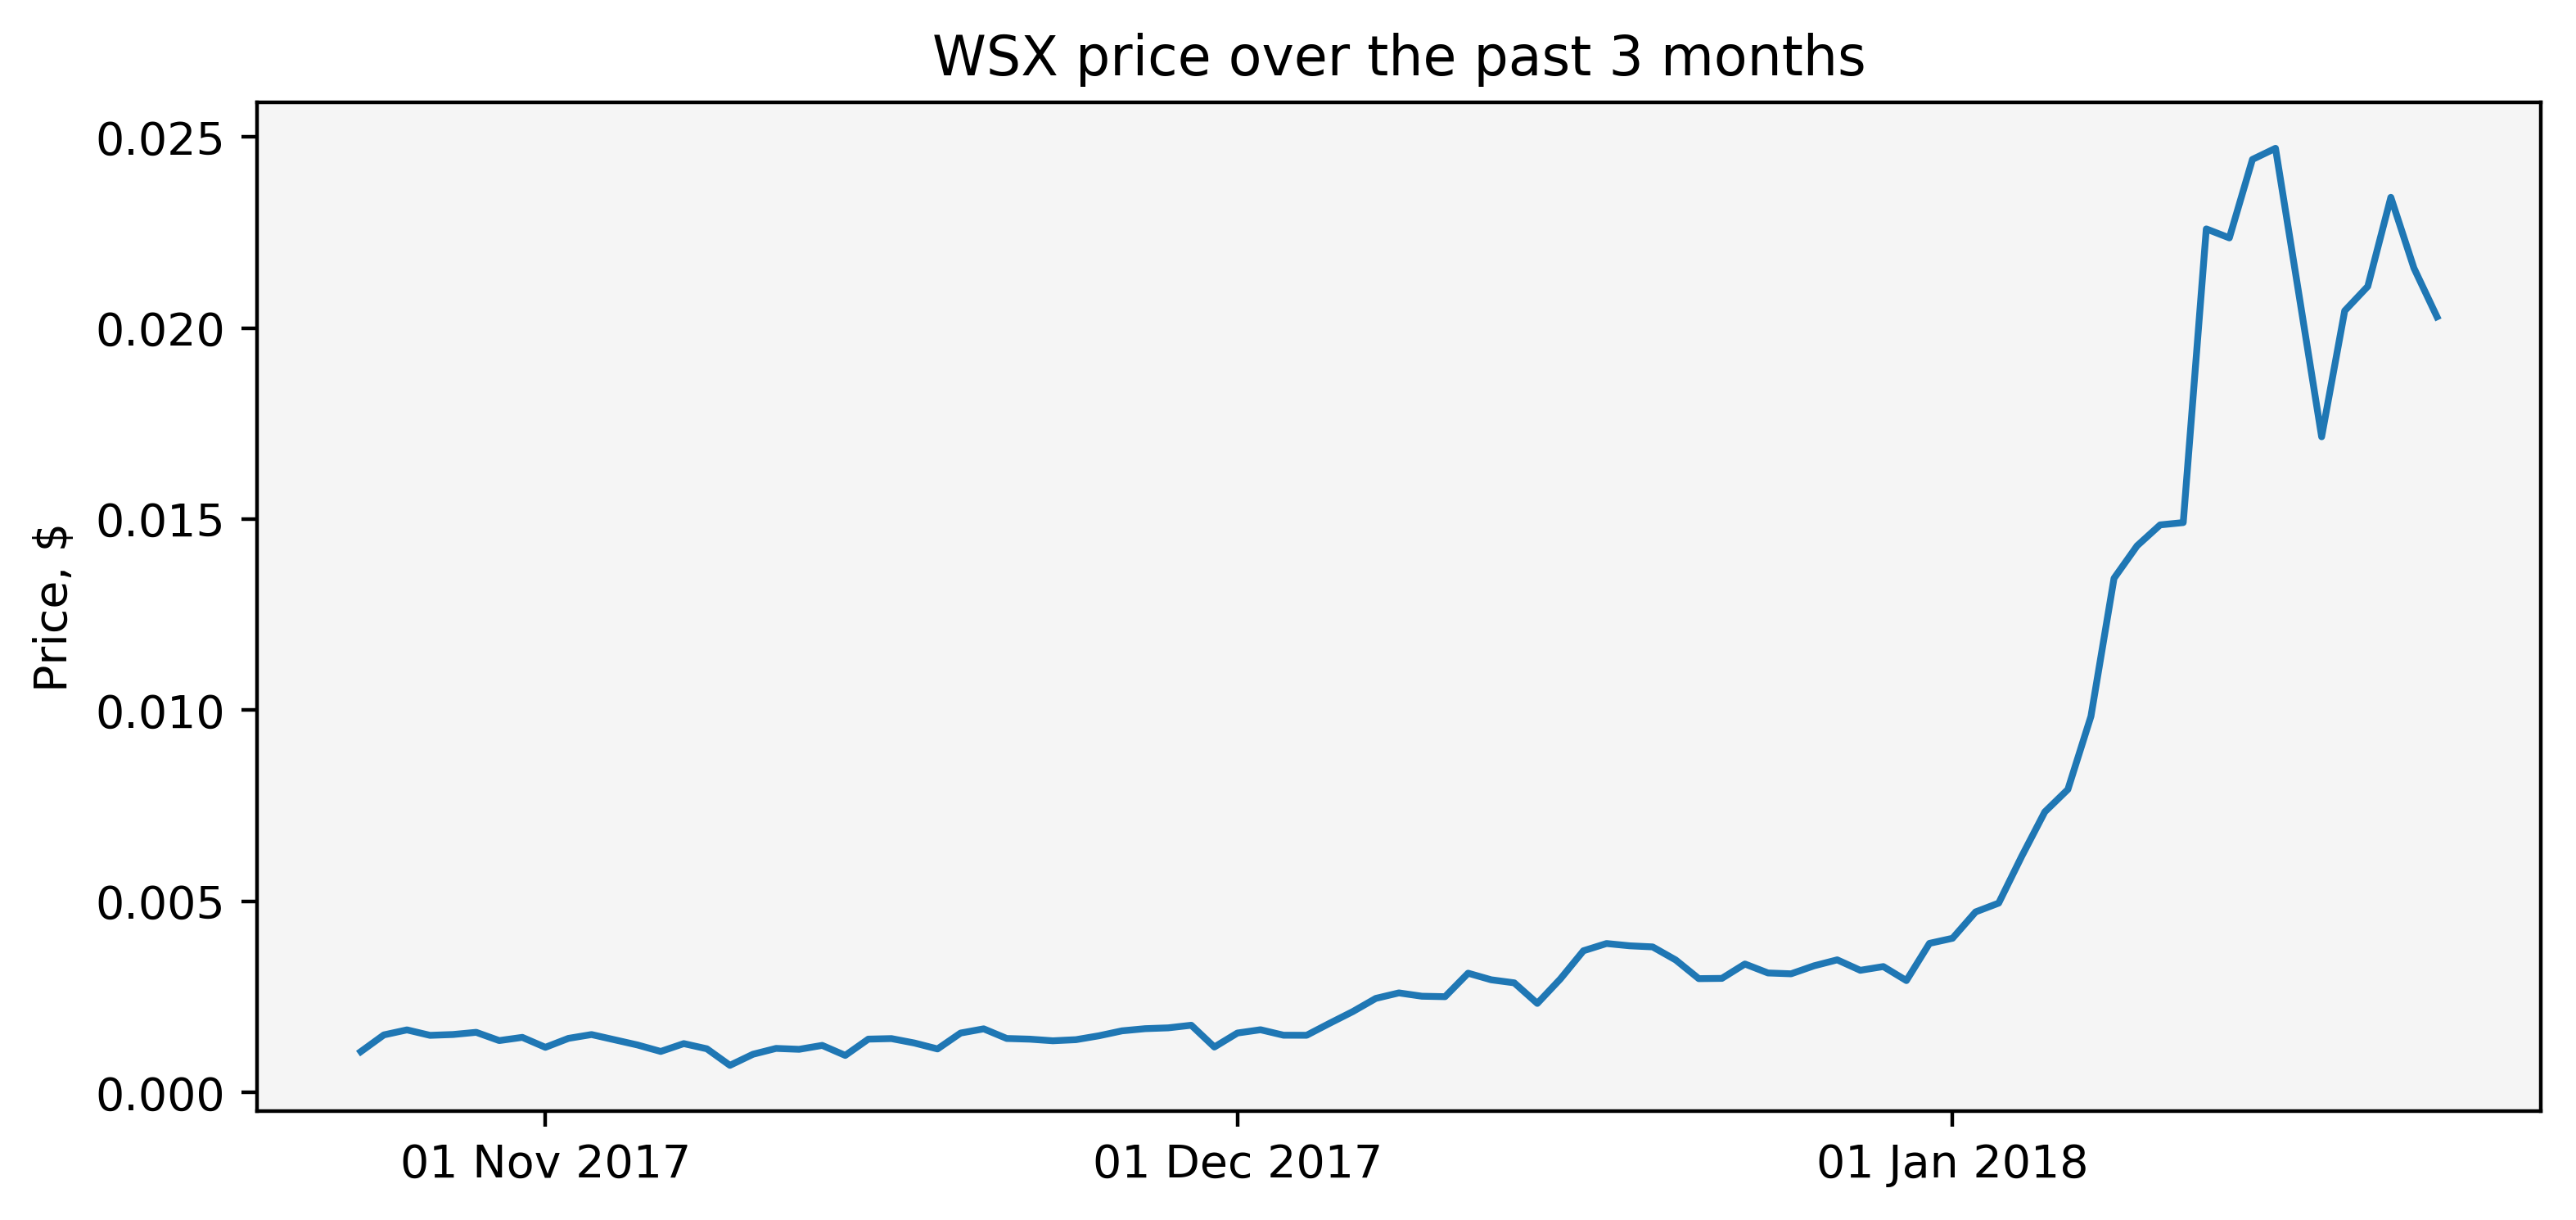 WSX price over the past 3 months
0.025
0.020
0.015
0.010
0.005
0.000
Price, $
01 Nov 2017
01 Dec 2017
01 Jan 2018